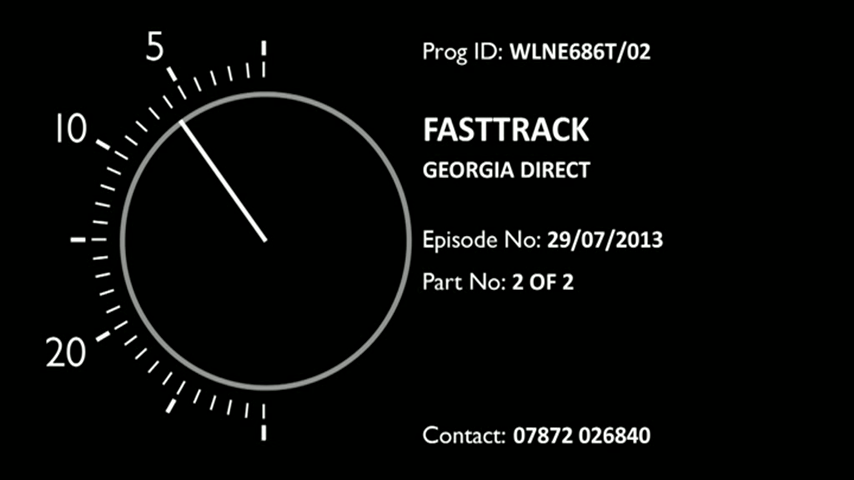 5
10
20
Prog ID: WLNE686T/02
FASTTRACK
GEORGIA DIRECT
Episode No: 29/07/2013
Part No: 2 OF 2
Contact: 07872 026840